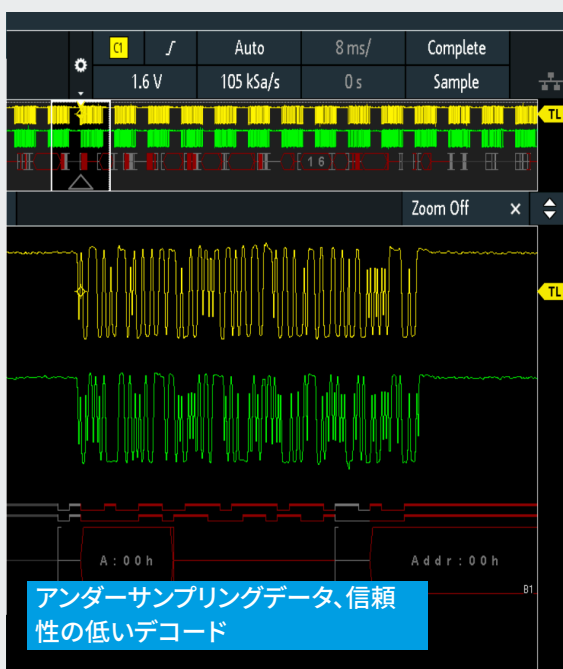 C1 Auto 8 ms/ Complete
1.6 V 105 kSa/s 0 s Sample
TL
16
Zoom Off ×
TL
A:00h Addr:00h
B1
アンダーサンプリングデータ、信頼
性の低いデコード